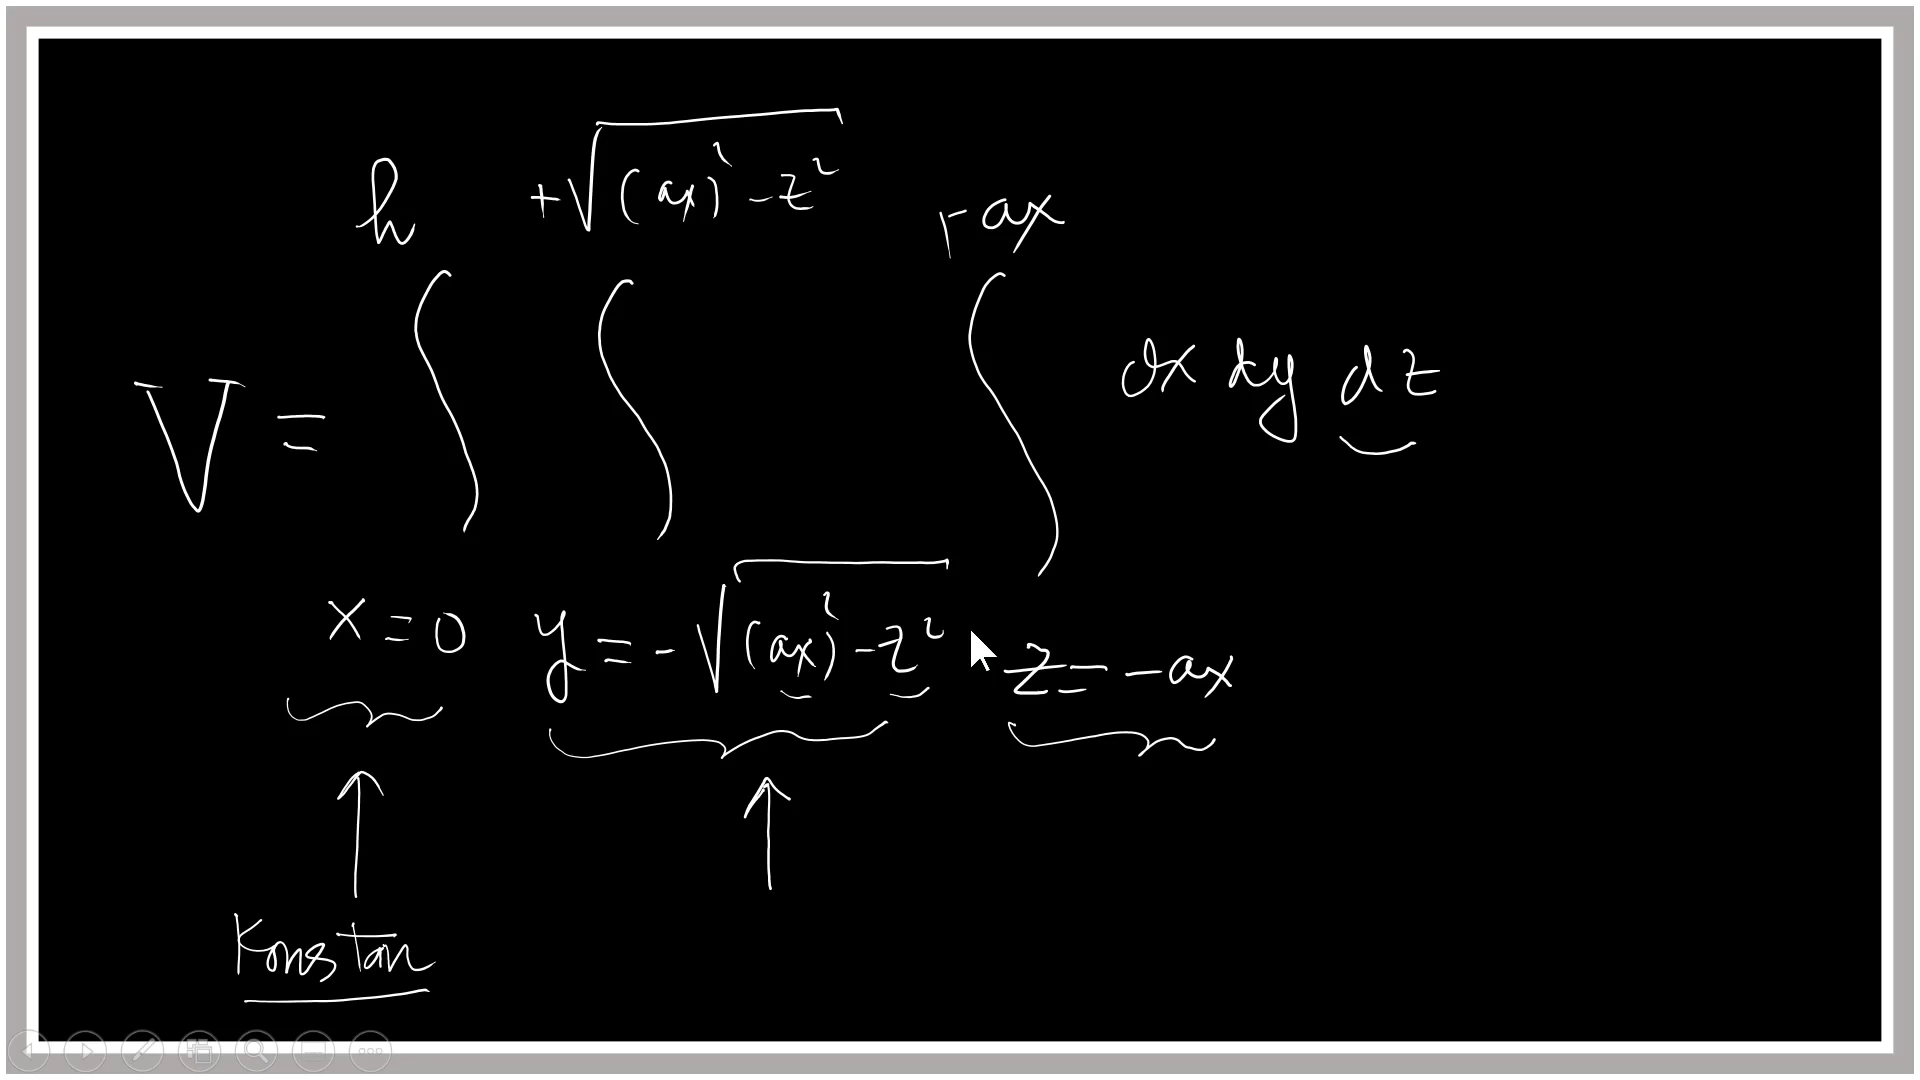 h +√(ax)² - z² + ax
V = ∫ ∫ ∫ dx dy dz
x = 0 y = -√(ax)² - z² z = -ax
Konstan